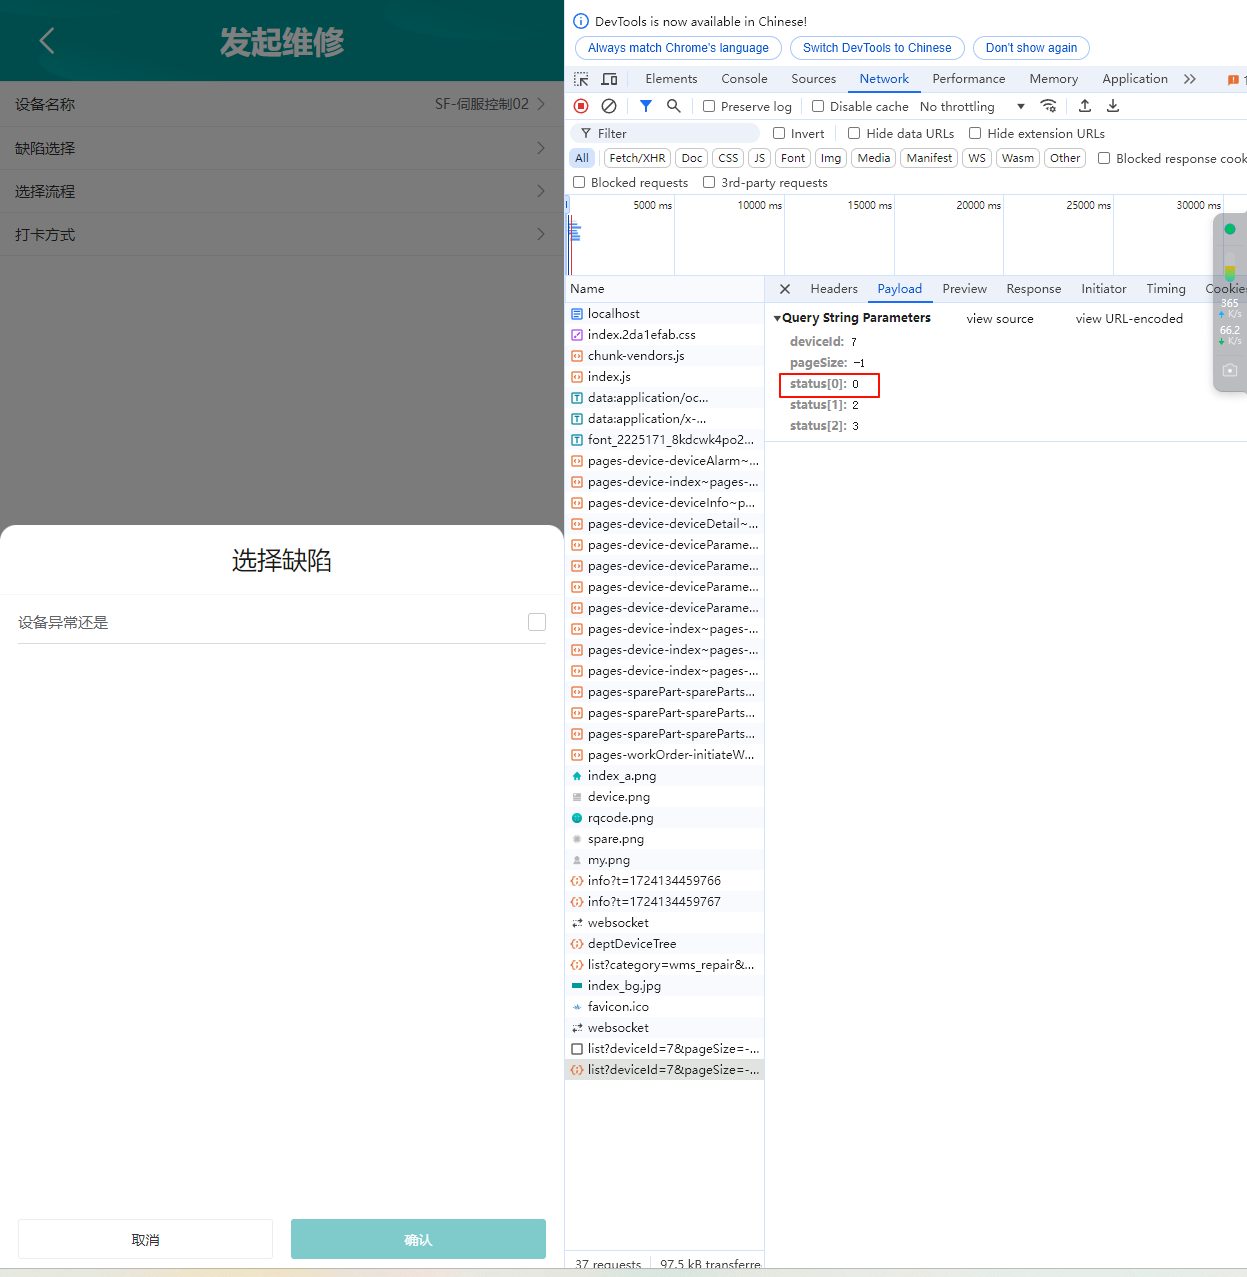 发起维修
设备名称
SF-伺服控制02
缺陷选择
选择流程
打卡方式
选择缺陷
设备异常还是
取消
确认
DevTools is now available in Chinese!
Always match Chrome's language
Switch DevTools to Chinese
Don't show again
Elements Console Sources Network Performance Memory Application
1
Preserve log Disable cache No throttling
Filter Invert Hide data URLs Hide extension URLs
All Fetch/XHR Doc CSS JS Font Img Media Manifest WS Wasm Other Blocked response cook
Blocked requests 3rd-party requests
5000 ms 10000 ms 15000 ms 20000 ms 25000 ms 30000 ms
Name
localhost
index.2da1efab.css
chunk-vendors.js
index.js
data:application/oc...
data:application/x-...
font_2225171_8kdcwk4po2...
pages-device-deviceAlarm~...
pages-device-index~pages-...
pages-device-deviceInfo~p...
pages-device-deviceDetail~...
pages-device-deviceParame...
pages-device-deviceParame...
pages-device-deviceParame...
pages-device-deviceParame...
pages-device-index~pages-...
pages-device-index~pages-...
pages-device-index~pages-...
pages-sparePart-spareParts...
pages-sparePart-spareParts...
pages-sparePart-spareParts...
pages-workOrder-initiateW...
index_a.png
device.png
rqcode.png
spare.png
my.png
info?t=1724134459766
info?t=1724134459767
websocket
deptDeviceTree
list?category=wms_repair&...
index_bg.jpg
favicon.ico
websocket
list?deviceId=7&pageSize=-...
list?deviceId=7&pageSize=-...
37 requests 97.5 kB transferre
Headers Payload Preview Response Initiator Timing Cookies
Query String Parameters view source view URL-encoded
deviceId: 7
pageSize: -1
status[0]: 0
status[1]: 2
status[2]: 3
365
K/s
66.2
K/s